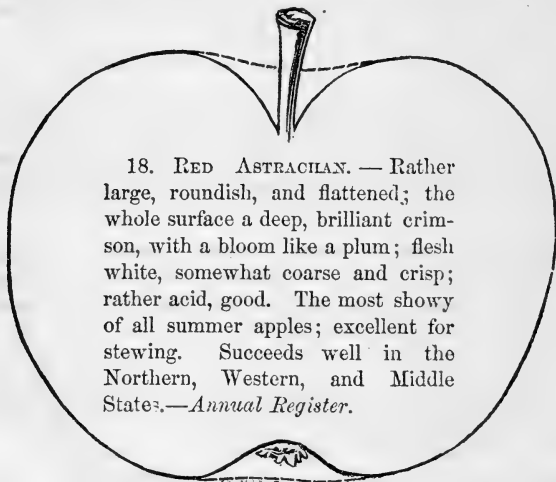 18. RED ASTRACHAN. — Rather
large, roundish, and flattened; the
whole surface a deep, brilliant crim-
son, with a bloom like a plum; flesh
white, somewhat coarse and crisp;
rather acid, good. The most showy
of all summer apples; excellent for
stewing. Succeeds well in the
Northern, Western, and Middle
States.—Annual Register.